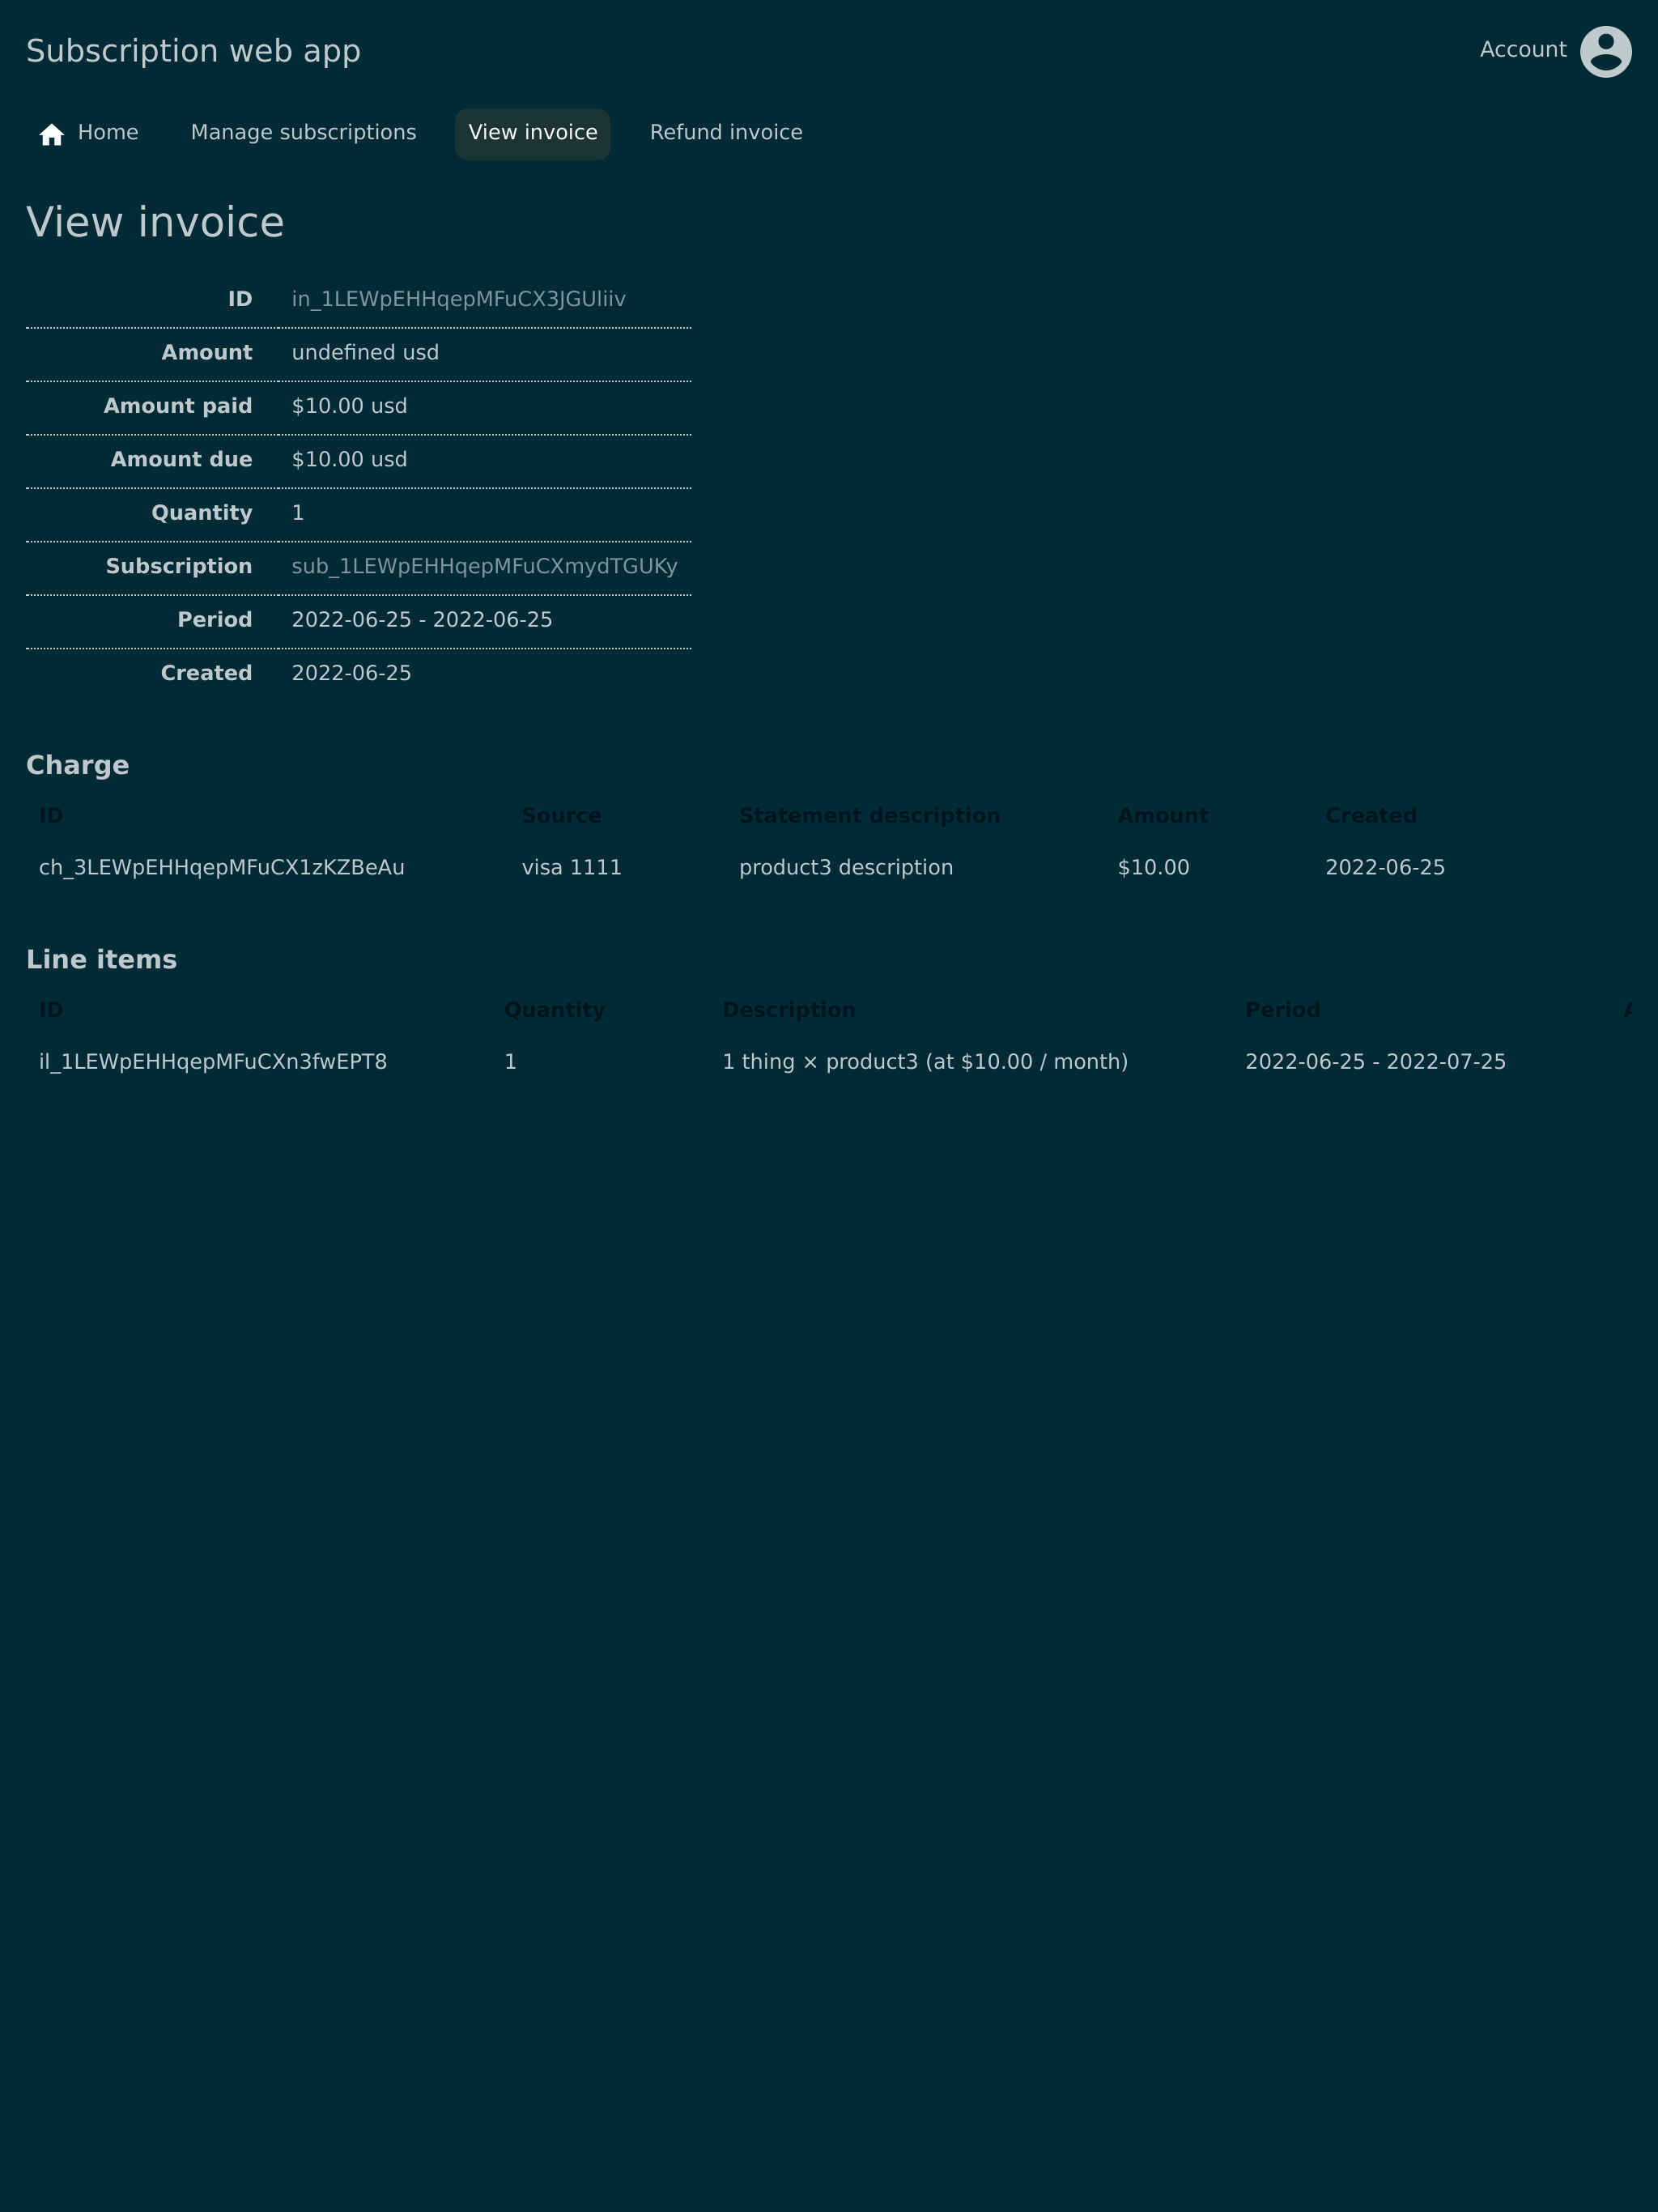 Subscription web app
Account
Home Manage subscriptions View invoice Refund invoice
View invoice
ID in_1LEWpEHHqepMFuCX3JGUliiv
Amount undefined usd
Amount paid $10.00 usd
Amount due $10.00 usd
Quantity 1
Subscription sub_1LEWpEHHqepMFuCXmydTGUKy
Period 2022-06-25 - 2022-06-25
Created 2022-06-25
Charge
ID Source Statement description Amount Created
ch_3LEWpEHHqepMFuCX1zKZBeAu visa 1111 product3 description $10.00 2022-06-25
Line items
ID Quantity Description Period
il_1LEWpEHHqepMFuCXn3fwEPT8 1 1 thing × product3 (at $10.00 / month) 2022-06-25 - 2022-07-25